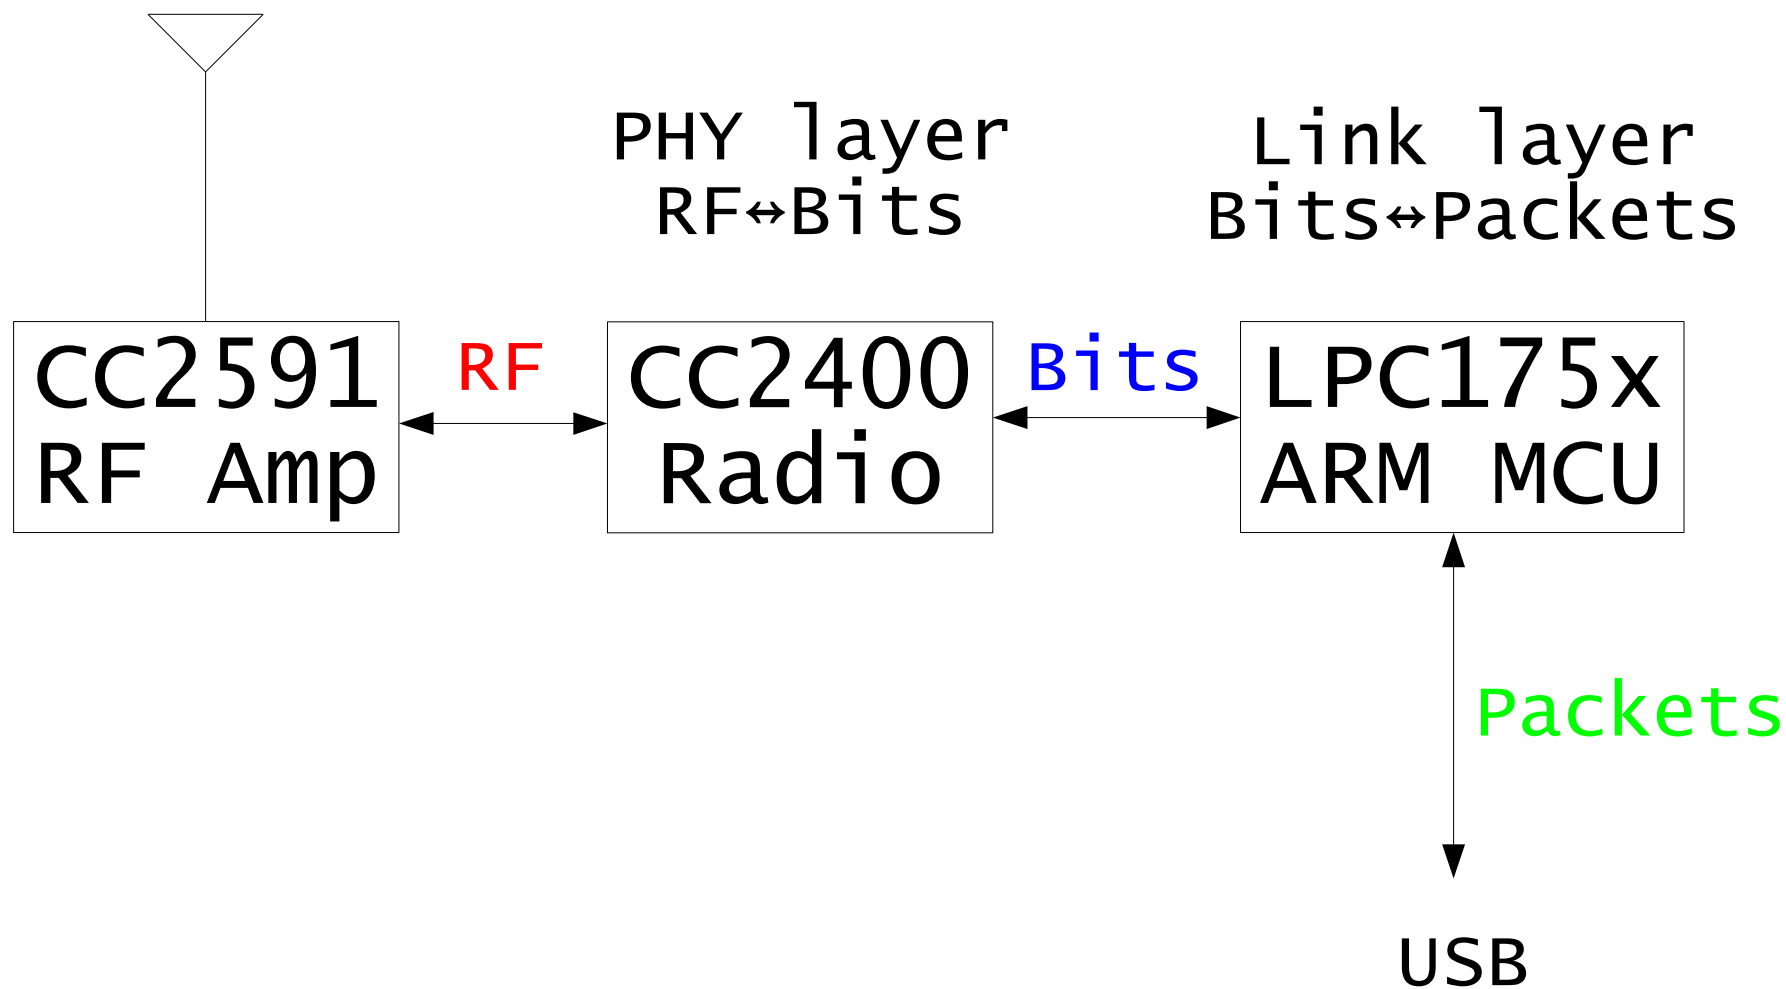 PHY layer
RF↔Bits
Link layer
Bits↔Packets
CC2591
RF Amp
RF
CC2400
Radio
Bits
LPC175x
ARM MCU
Packets
USB